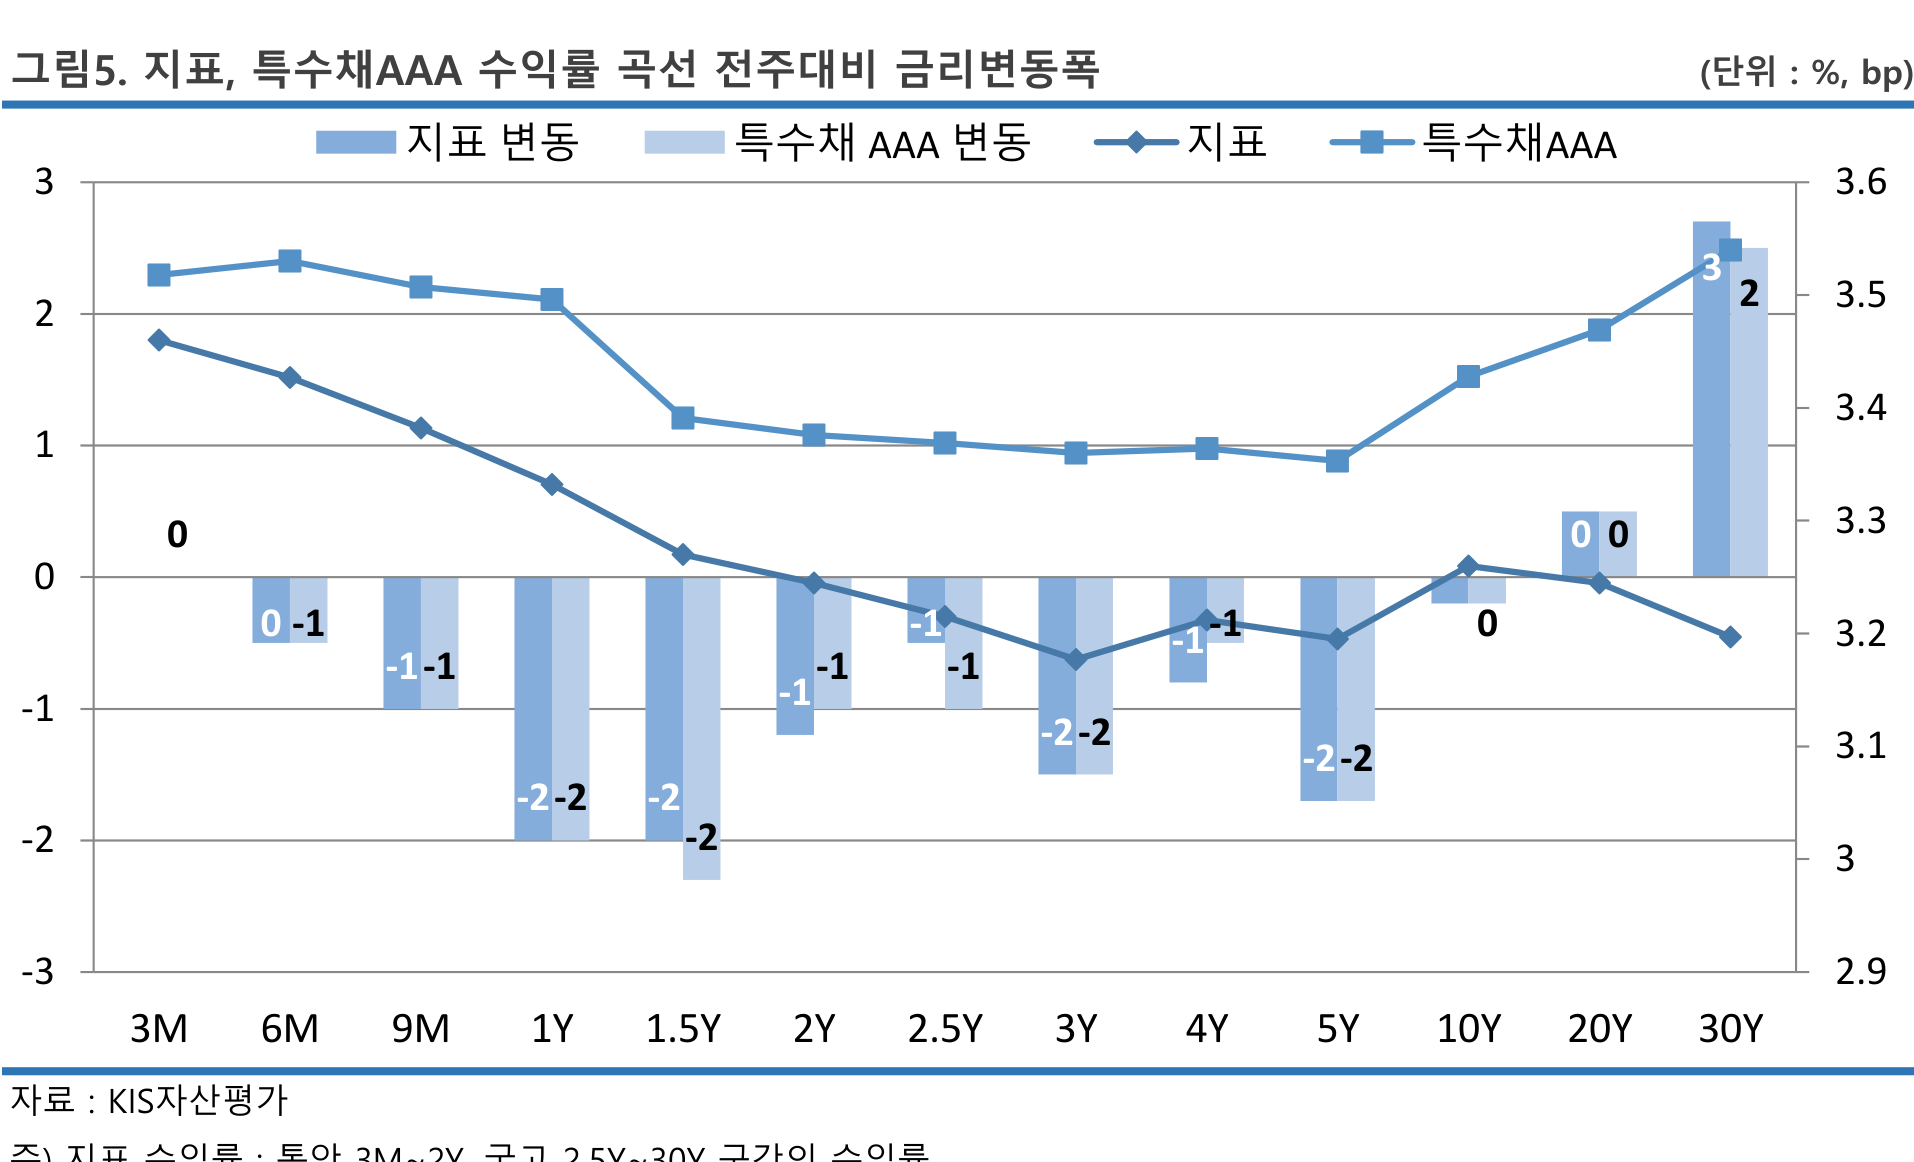 그림5. 지표, 특수채AAA 수익률 곡선 전주대비 금리변동폭 (단위 : %, bp)
지표 변동 특수채 AAA 변동 지표 특수채AAA
3 3.6
3 2
2 3.5
3.4
1
0 3.3 0 0
0
0 -1 -1 -1 0 3.2
-1 -1 -1 -1
-1
-1 -2 -2 3.1
-2 -2
-2 -2 -2
-2 -2 3
-3 2.9
3M 6M 9M 1Y 1.5Y 2Y 2.5Y 3Y 4Y 5Y 10Y 20Y 30Y
자료 : KIS자산평가
주) 지표 수익률 : 통안 3M~2Y, 국고 2.5Y~30Y 구간의 수익률